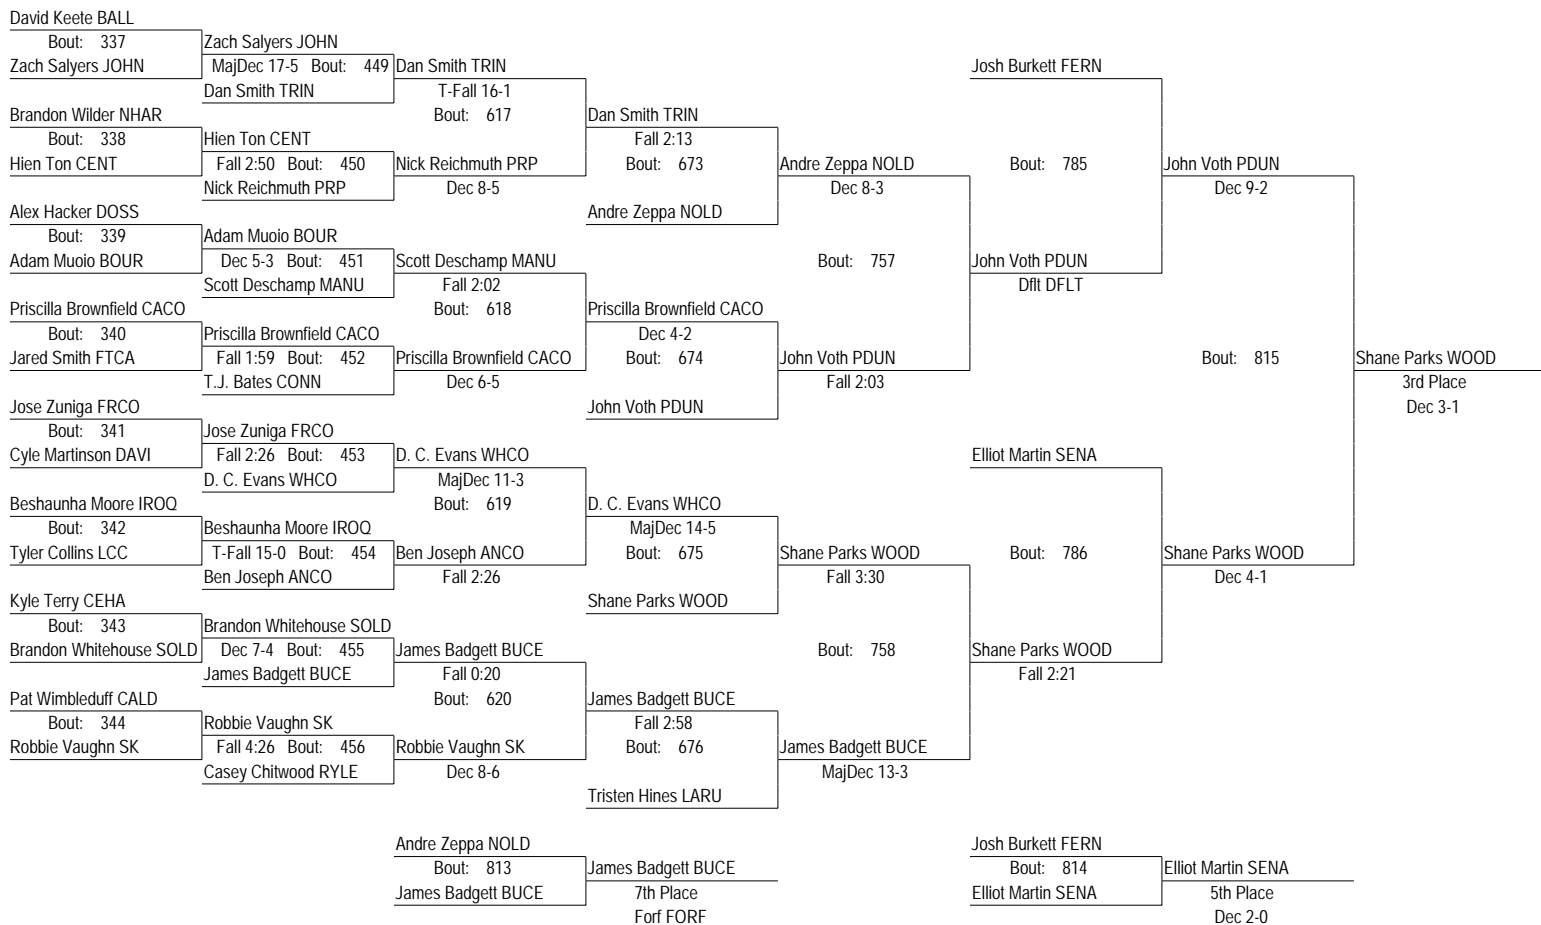 David Keete BALL
Bout: 337 Zach Salyers JOHN
Zach Salyers JOHN MajDec 17-5 Bout: 449 Dan Smith TRIN Josh Burkett FERN
Dan Smith TRIN T-Fall 16-1
Brandon Wilder NHAR Bout: 617 Dan Smith TRIN
Bout: 338 Hien Ton CENT Fall 2:13
Hien Ton CENT Fall 2:50 Bout: 450 Nick Reichmuth PRP Bout: 673 Andre Zeppa NOLD Bout: 785 John Voth PDUN
Nick Reichmuth PRP Dec 8-5 Dec 8-3 Dec 9-2
Alex Hacker DOSS Andre Zeppa NOLD
Bout: 339 Adam Muoio BOUR
Adam Muoio BOUR Dec 5-3 Bout: 451 Scott Deschamp MANU Bout: 757 John Voth PDUN
Scott Deschamp MANU Fall 2:02 Dflt DFLT
Priscilla Brownfield CACO Bout: 618 Priscilla Brownfield CACO
Bout: 340 Priscilla Brownfield CACO Dec 4-2
Jared Smith FTCA Fall 1:59 Bout: 452 Priscilla Brownfield CACO Bout: 674 John Voth PDUN Bout: 815 Shane Parks WOOD
T.J. Bates CONN Dec 6-5 Fall 2:03 3rd Place
Jose Zuniga FRCO John Voth PDUN Dec 3-1
Bout: 341 Jose Zuniga FRCO
Cyle Martinson DAVI Fall 2:26 Bout: 453 D. C. Evans WHCO Elliot Martin SENA
D. C. Evans WHCO MajDec 11-3
Beshaunha Moore IROQ Bout: 619 D. C. Evans WHCO
Bout: 342 Beshaunha Moore IROQ MajDec 14-5
Tyler Collins LCC T-Fall 15-0 Bout: 454 Ben Joseph ANCO Bout: 675 Shane Parks WOOD Bout: 786 Shane Parks WOOD
Ben Joseph ANCO Fall 2:26 Fall 3:30 Dec 4-1
Kyle Terry CEHA Shane Parks WOOD
Bout: 343 Brandon Whitehouse SOLD
Brandon Whitehouse SOLD Dec 7-4 Bout: 455 James Badgett BUCE Bout: 758 Shane Parks WOOD
James Badgett BUCE Fall 0:20 Fall 2:21
Pat Wimbleduff CALD Bout: 620 James Badgett BUCE
Bout: 344 Robbie Vaughn SK Fall 2:58
Robbie Vaughn SK Fall 4:26 Bout: 456 Robbie Vaughn SK Bout: 676 James Badgett BUCE
Casey Chitwood RYLE Dec 8-6 MajDec 13-3
Tristen Hines LARU
Andre Zeppa NOLD Josh Burkett FERN
Bout: 813 James Badgett BUCE Bout: 814 Elliot Martin SENA
James Badgett BUCE 7th Place Elliot Martin SENA 5th Place
Forf FORF Dec 2-0